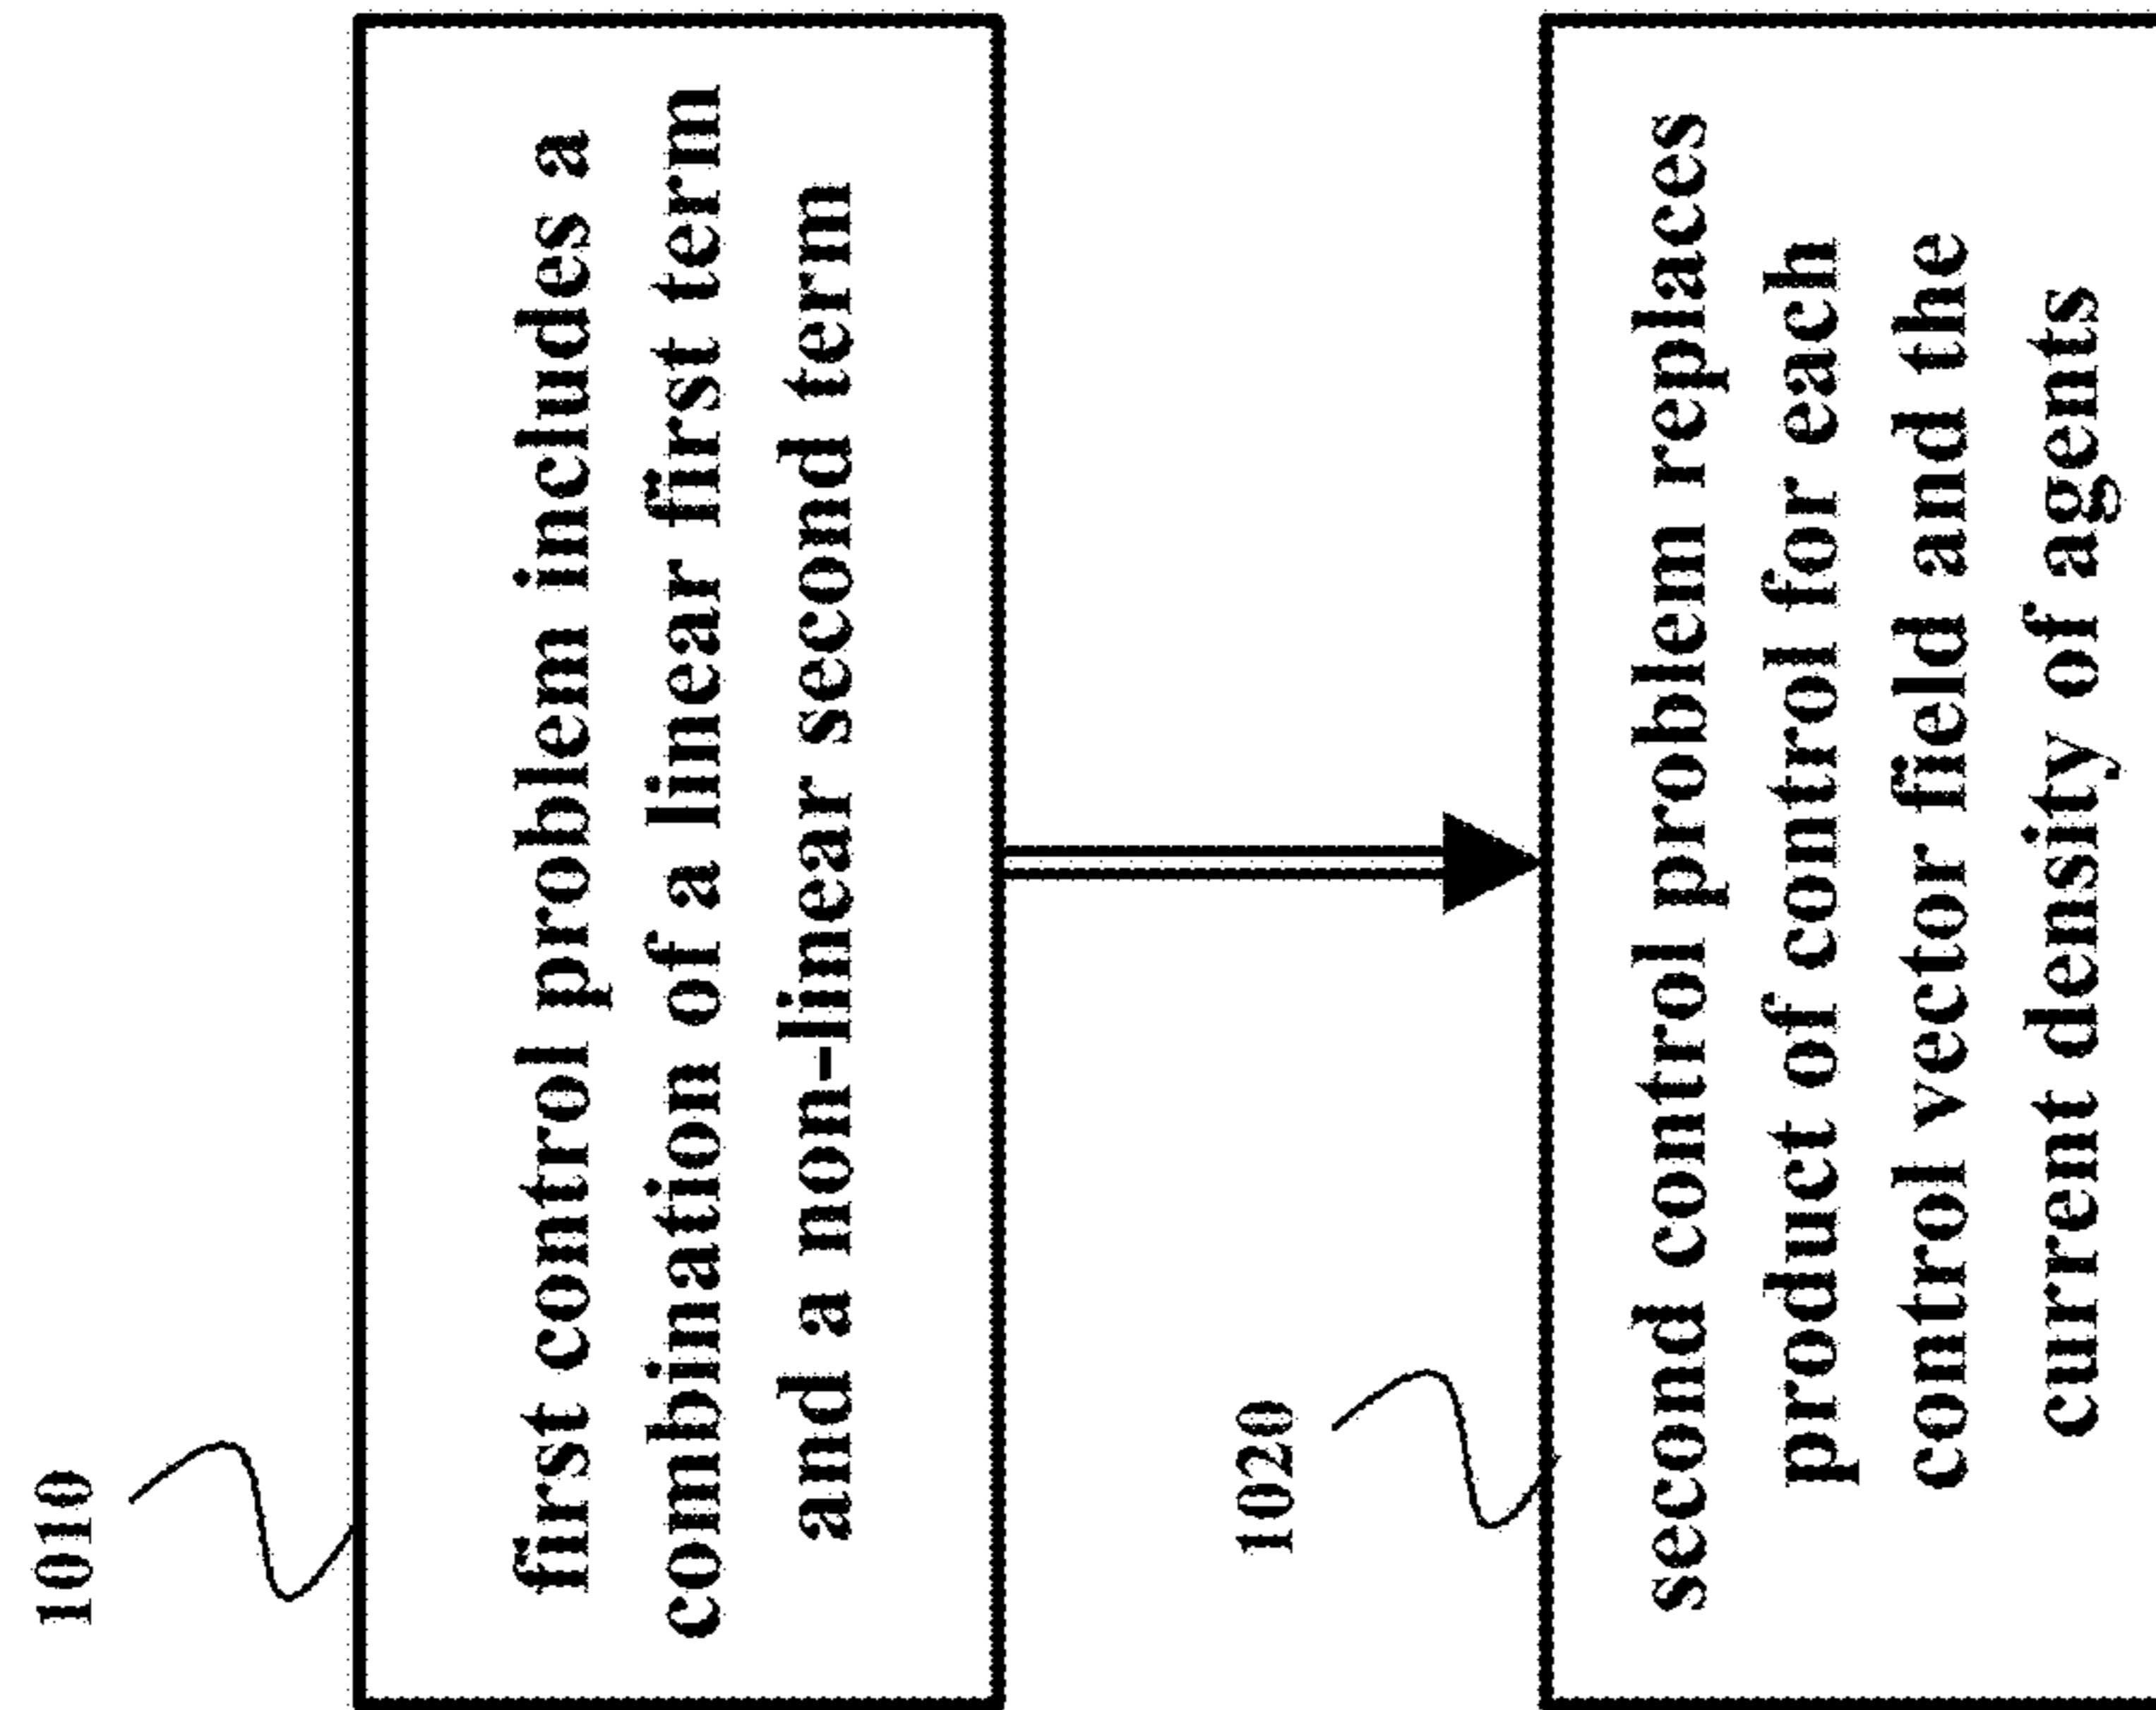 1010
first control problem includes a
combination of a linear first term
and a non-linear second term
1020
second control problem replaces
product of control for each
control vector field and the
current density of agents